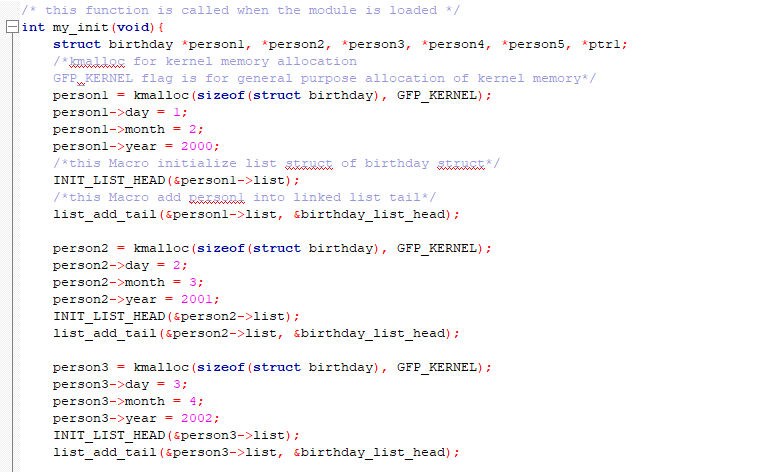 /* this function is called when the module is loaded */
int my_init(void){
struct birthday *person1, *person2, *person3, *person4, *person5, *ptr1;
/*kmalloc for kernel memory allocation
GFP_KERNEL flag is for general purpose allocation of kernel memory*/
person1 = kmalloc(sizeof(struct birthday), GFP_KERNEL);
person1->day = 1;
person1->month = 2;
person1->year = 2000;
/*this Macro initialize list struct of birthday struct*/
INIT_LIST_HEAD(&person1->list);
/*this Macro add person1 into linked list tail*/
list_add_tail(&person1->list, &birthday_list_head);
person2 = kmalloc(sizeof(struct birthday), GFP_KERNEL);
person2->day = 2;
person2->month = 3;
person2->year = 2001;
INIT_LIST_HEAD(&person2->list);
list_add_tail(&person2->list, &birthday_list_head);
person3 = kmalloc(sizeof(struct birthday), GFP_KERNEL);
person3->day = 3;
person3->month = 4;
person3->year = 2002;
INIT_LIST_HEAD(&person3->list);
list_add_tail(&person3->list, &birthday_list_head);